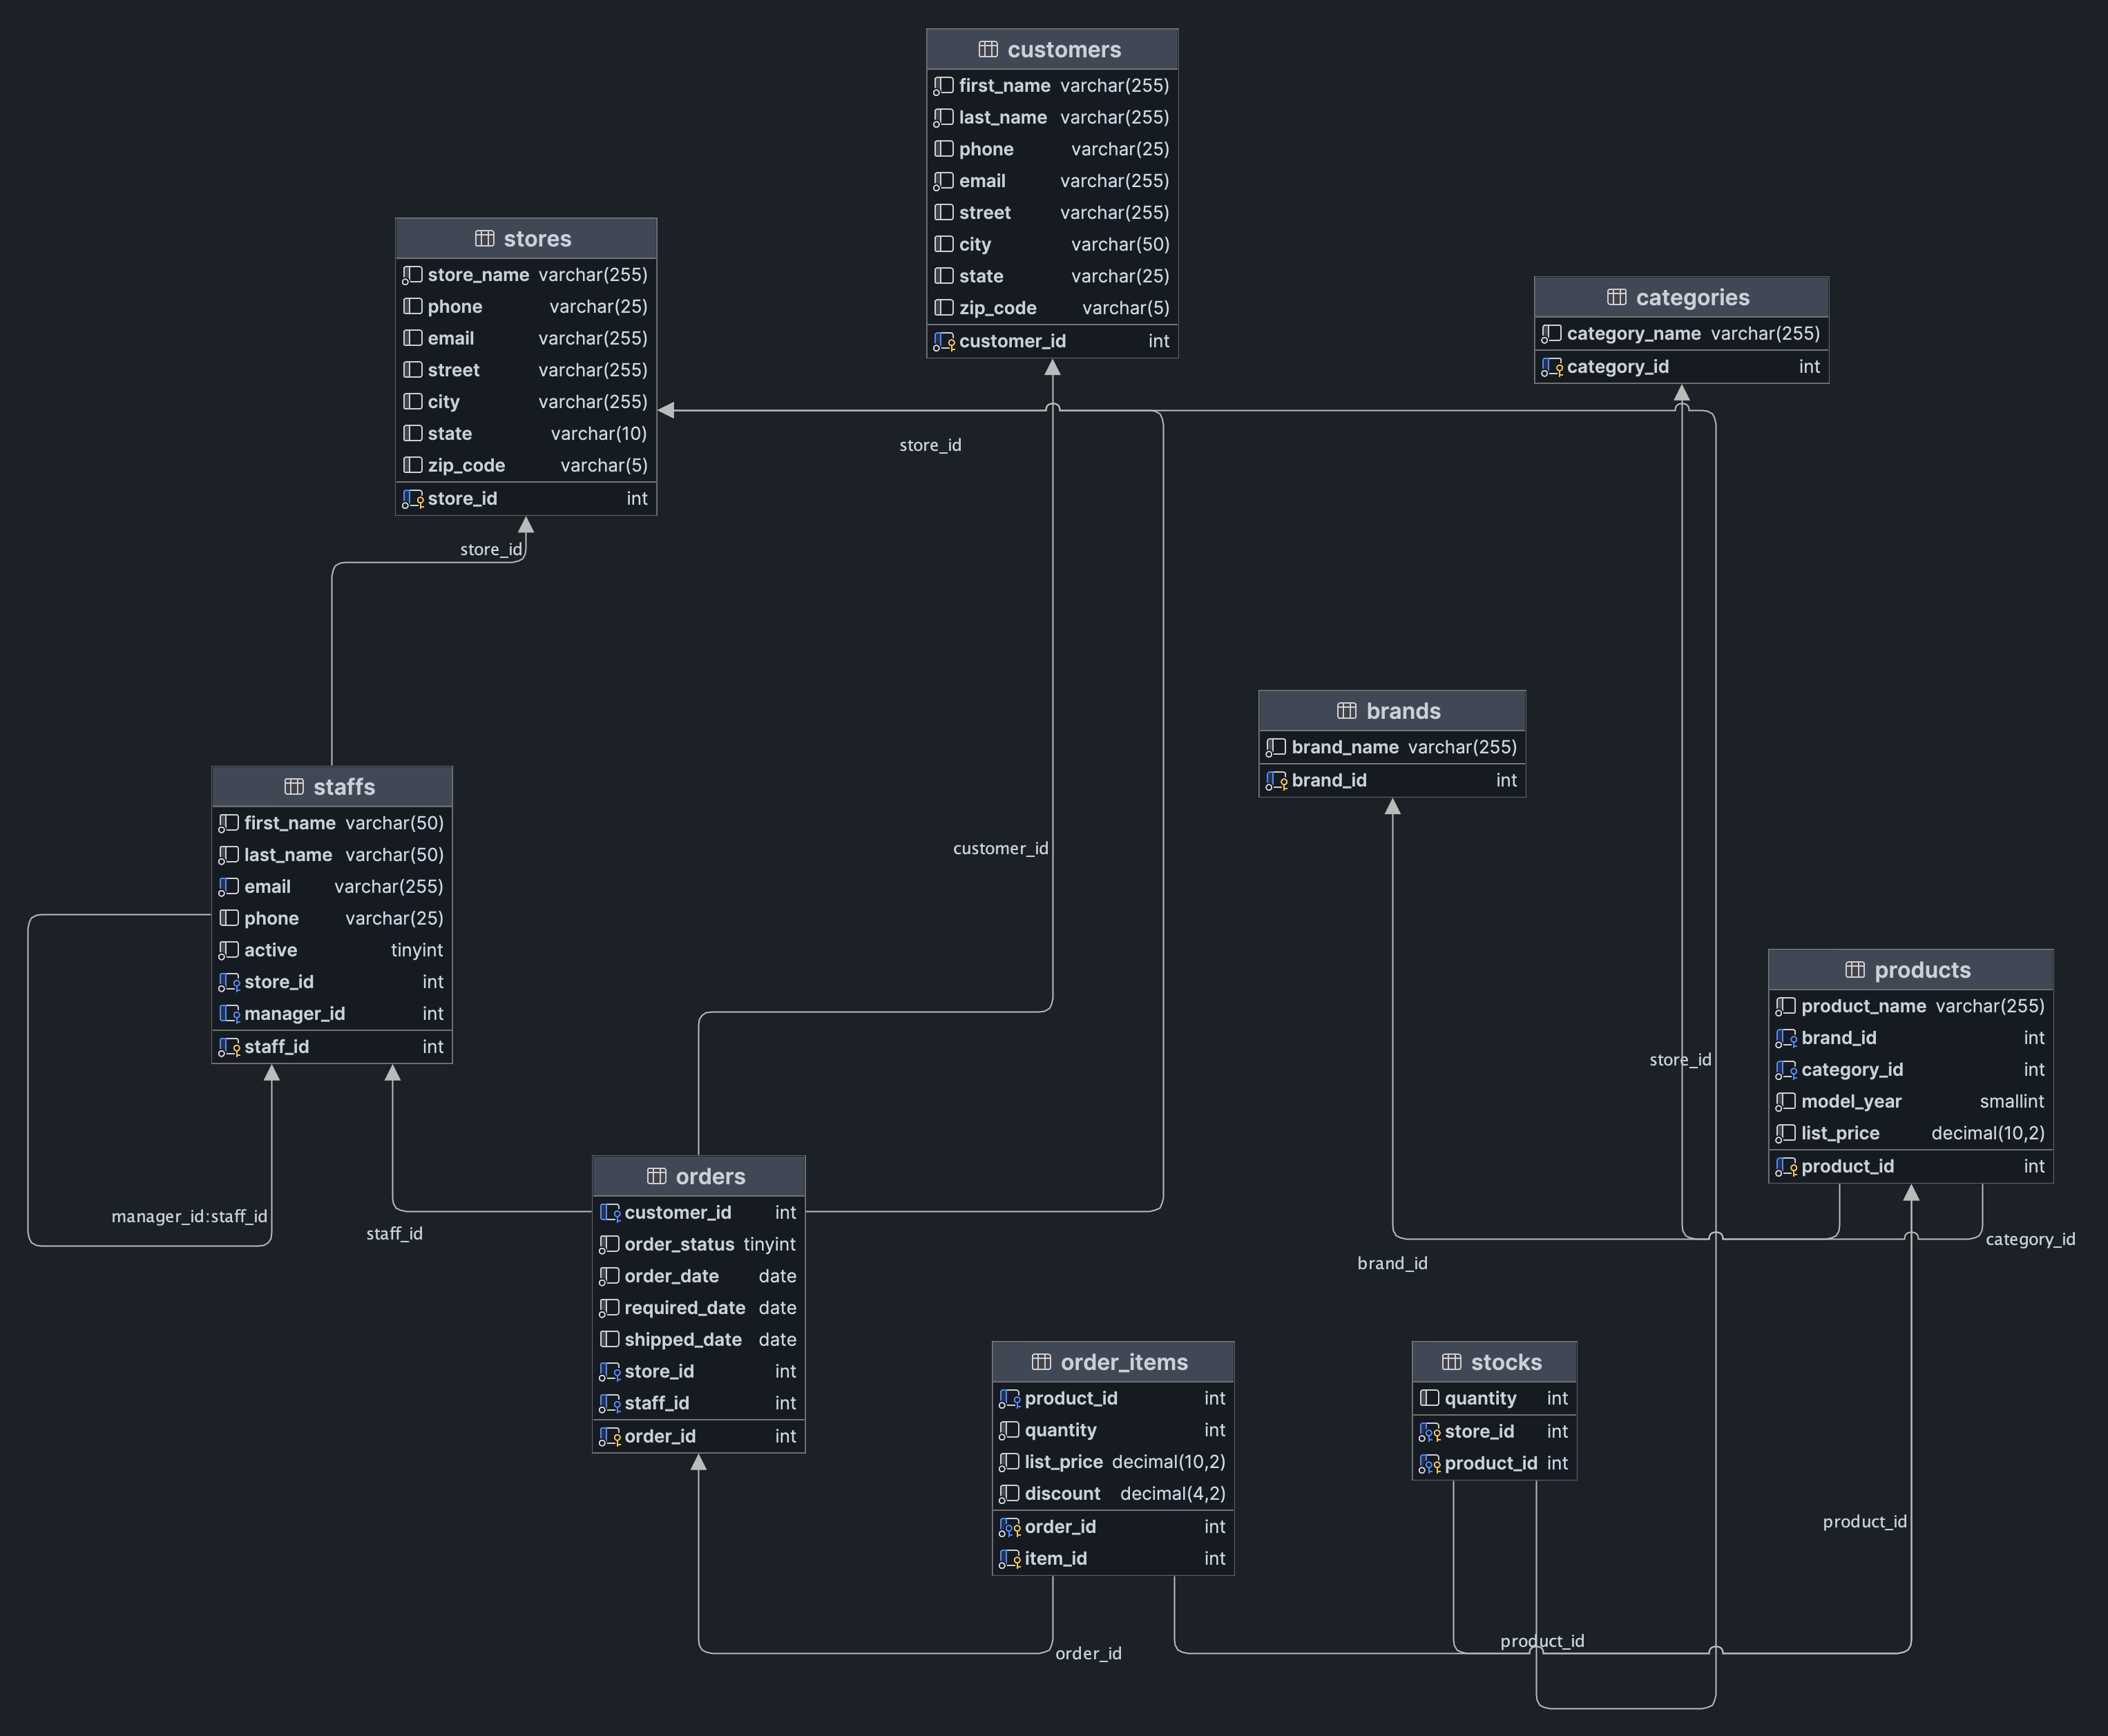 customers
first_name varchar(255)
last_name varchar(255)
phone varchar(25)
email varchar(255)
street varchar(255)
city varchar(50)
state varchar(25)
zip_code varchar(5)
customer_id int
stores
store_name varchar(255)
phone varchar(25)
email varchar(255)
street varchar(255)
city varchar(255)
state varchar(10)
zip_code varchar(5)
store_id int
categories
category_name varchar(255)
category_id int
store_id
store_id
brands
brand_name varchar(255)
brand_id int
staffs
first_name varchar(50)
last_name varchar(50)
email varchar(255)
phone varchar(25)
active tinyint
store_id int
manager_id int
staff_id int
customer_id
products
product_name varchar(255)
brand_id int
category_id int
model_year smallint
list_price decimal(10,2)
product_id int
store_id
manager_id:staff_id
staff_id
orders
customer_id int
order_status tinyint
order_date date
required_date date
shipped_date date
store_id int
staff_id int
order_id int
brand_id
category_id
order_items
product_id int
quantity int
list_price decimal(10,2)
discount decimal(4,2)
order_id int
item_id int
stocks
quantity int
store_id int
product_id int
product_id
product_id
order_id